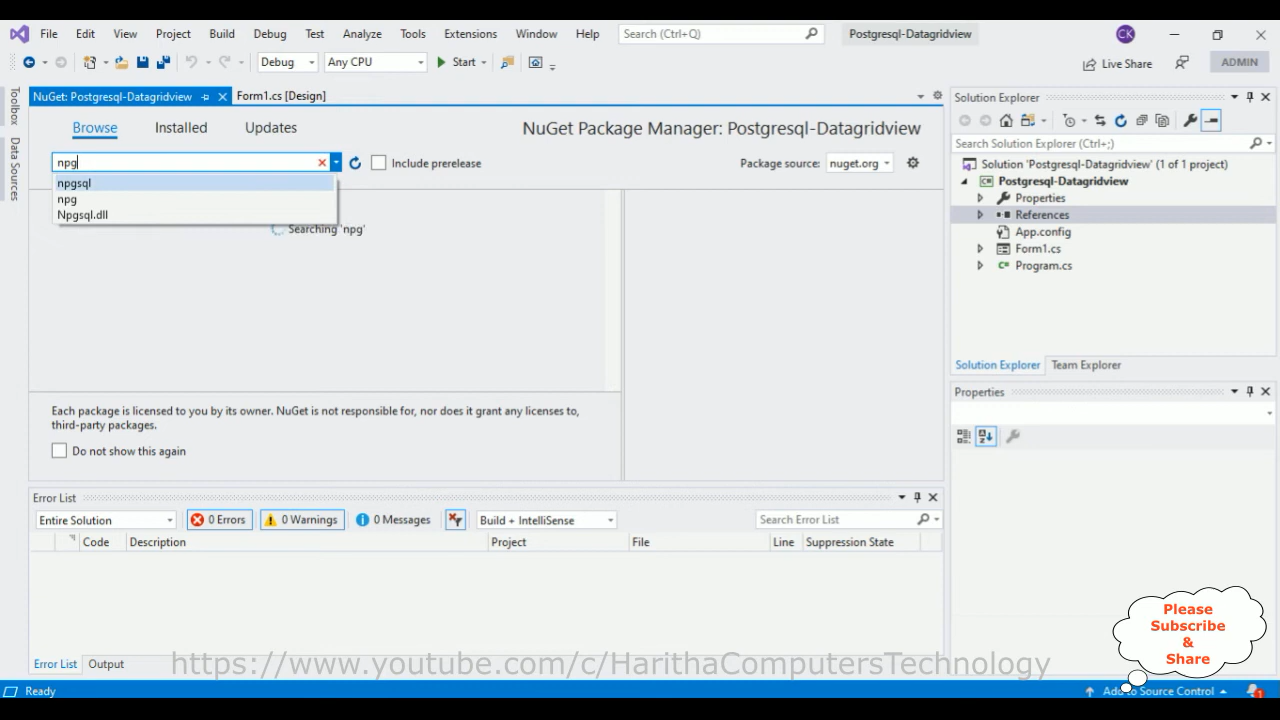 File Edit View Project Build Debug Test Analyze Tools Extensions Window Help Search (Ctrl+Q) Postgresql-Datagridview CK
Debug Any CPU Start Live Share ADMIN
Toolbox
Data Sources
NuGet: Postgresql-Datagridview Form1.cs [Design]
Browse Installed Updates NuGet Package Manager: Postgresql-Datagridview
npg Include prerelease Package source: nuget.org
npgsql
npg
Npgsql.dll
Searching 'npg'
Each package is licensed to you by its owner. NuGet is not responsible for, nor does it grant any licenses to,
third-party packages.
Do not show this again
Solution Explorer
Search Solution Explorer (Ctrl+;)
Solution 'Postgresql-Datagridview' (1 of 1 project)
Postgresql-Datagridview
Properties
References
App.config
Form1.cs
Program.cs
Solution Explorer Team Explorer
Properties
Error List
Entire Solution 0 Errors 0 Warnings 0 Messages Build + IntelliSense Search Error List
Code Description Project File Line Suppression State
Error List Output
https://www.youtube.com/c/HarithaComputersTechnology
Please
Subscribe
&
Share
Ready Add to Source Control 1